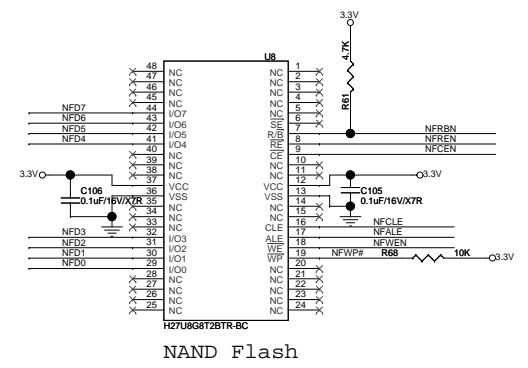 3.3V
4.7K
R61
U8
48 NC NC 1
47 NC NC 2
46 NC NC 3
45 NC NC 4
NFD7 44 I/O7 NC 5
NFD6 43 I/O6 SE 6
NFD5 42 I/O5 R/B 7 NFRBN
NFD4 41 I/O4 RE 8 NFREN
40 NC CE 9 NFCEN
39 NC NC 10
38 NC NC 11
3.3V 37 VCC VCC 12 3.3V
C106 36 VSS VSS 13 C105
0.1uF/16V/X7R 35 NC NC 14 0.1uF/16V/X7R
34 NC NC 15
33 NC CLE 16 NFCLE
NFD3 32 I/O3 ALE 17 NFALE
NFD2 31 I/O2 WE 18 NFWEN
NFD1 30 I/O1 WP 19 NFWP# R68 10K 3.3V
NFD0 29 I/O0 NC 20
28 NC NC 21
27 NC NC 22
26 NC NC 23
25 NC NC 24
H27U8G8T2BTR-BC
NAND Flash